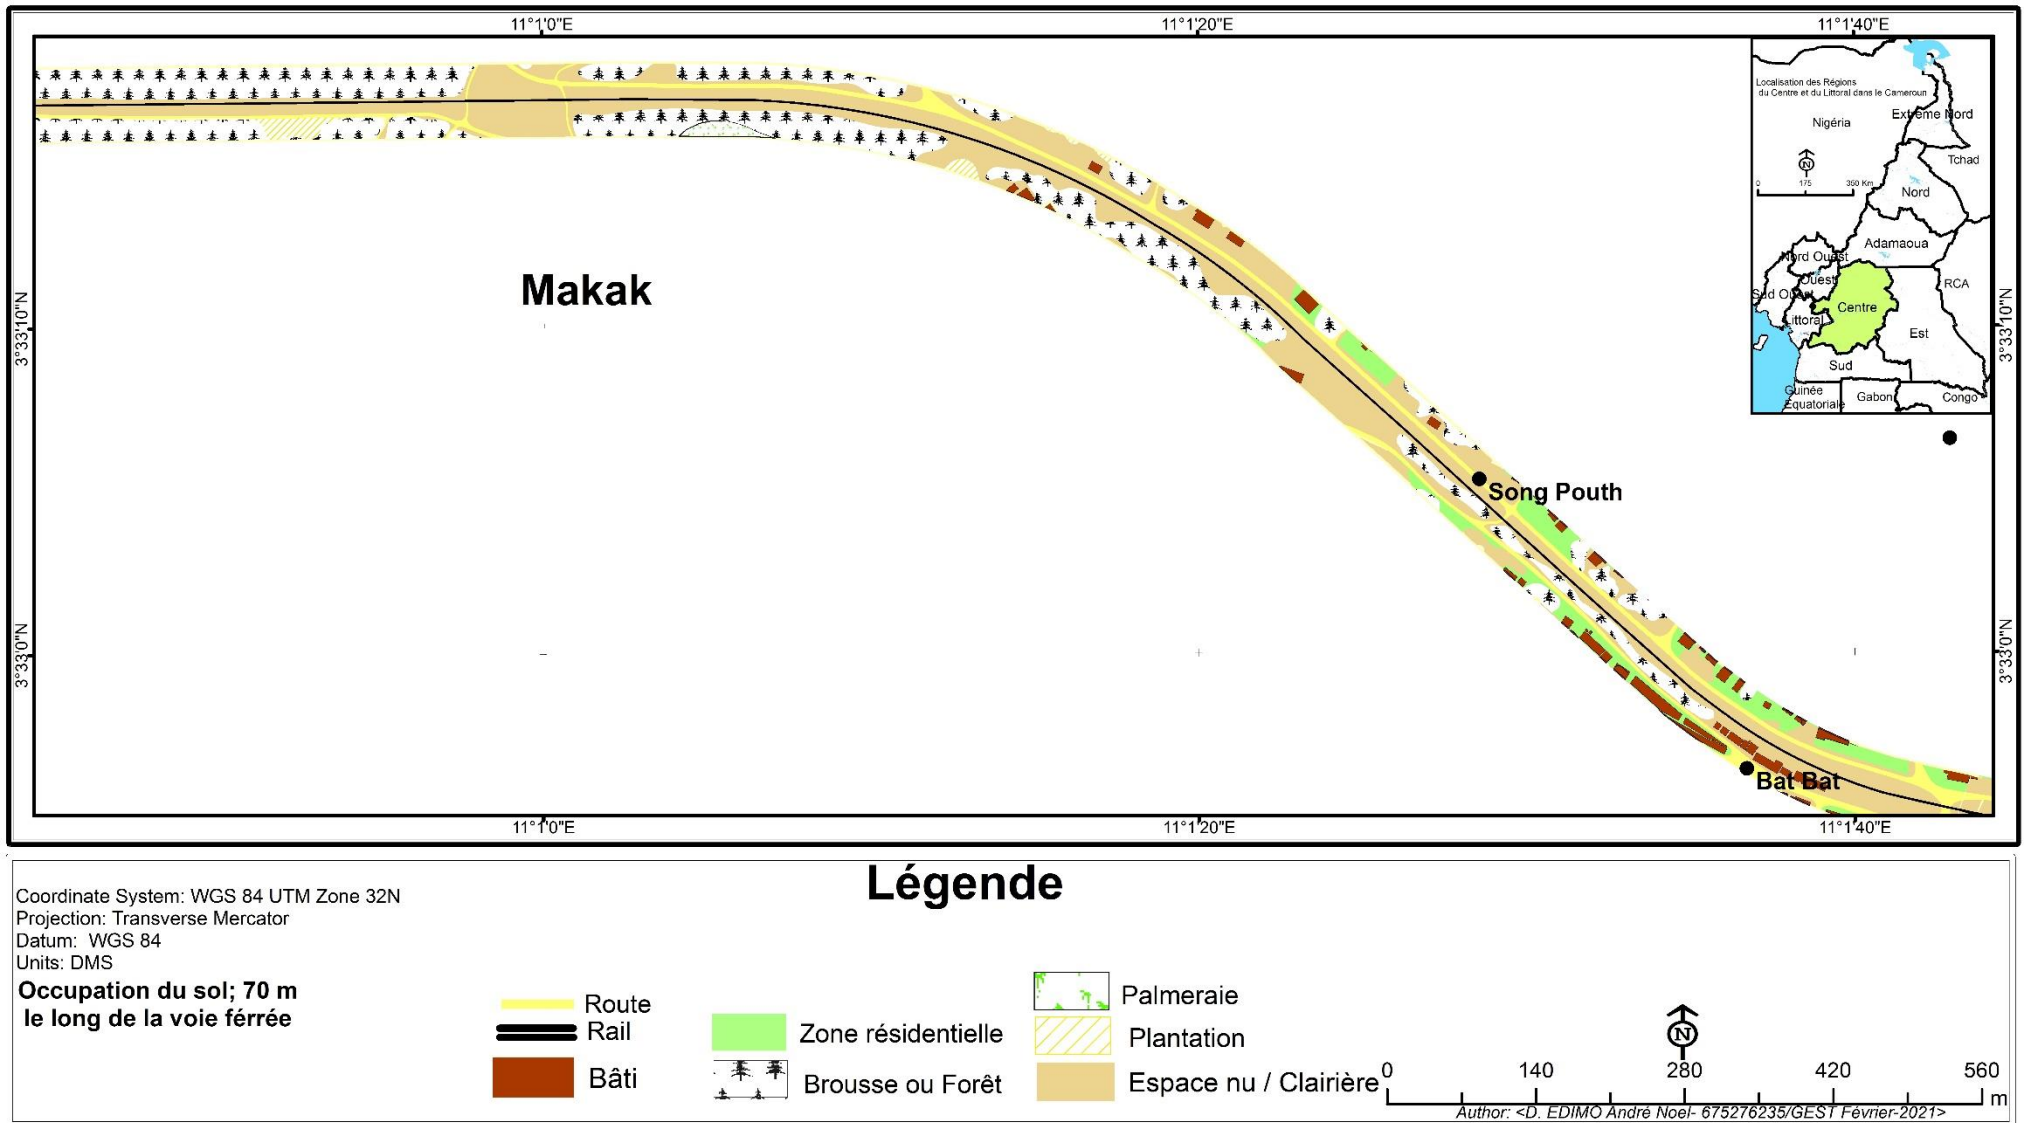 11°1'0"E
11°1'20"E
11°1'40"E
Localisation des Régions
du Centre et du Littoral dans le Cameroun
Nigéria
Extrême Nord
Tchad
0
175
350 Km
N
Nord
Adamaoua
Nord Ouest
Ouest
Sud Ouest
RCA
Centre
Littoral
Est
Sud
Guinée
Equatoriale
Gabon
Congo
3°33'10"N
3°33'10"N
Makak
Song Pouth
3°33'0"N
3°33'0"N
Bat Bat
11°1'0"E
11°1'20"E
11°1'40"E
Légende
Coordinate System: WGS 84 UTM Zone 32N
Projection: Transverse Mercator
Datum: WGS 84
Units: DMS
Occupation du sol; 70 m
le long de la voie férrée
Route
Rail
Bâti
Zone résidentielle
Brousse ou Forêt
Palmeraie
Plantation
Espace nu / Clairière
N
0
140
280
420
560
m
Author: <D. EDIMO André Noel- 675276235/GEST Février-2021>